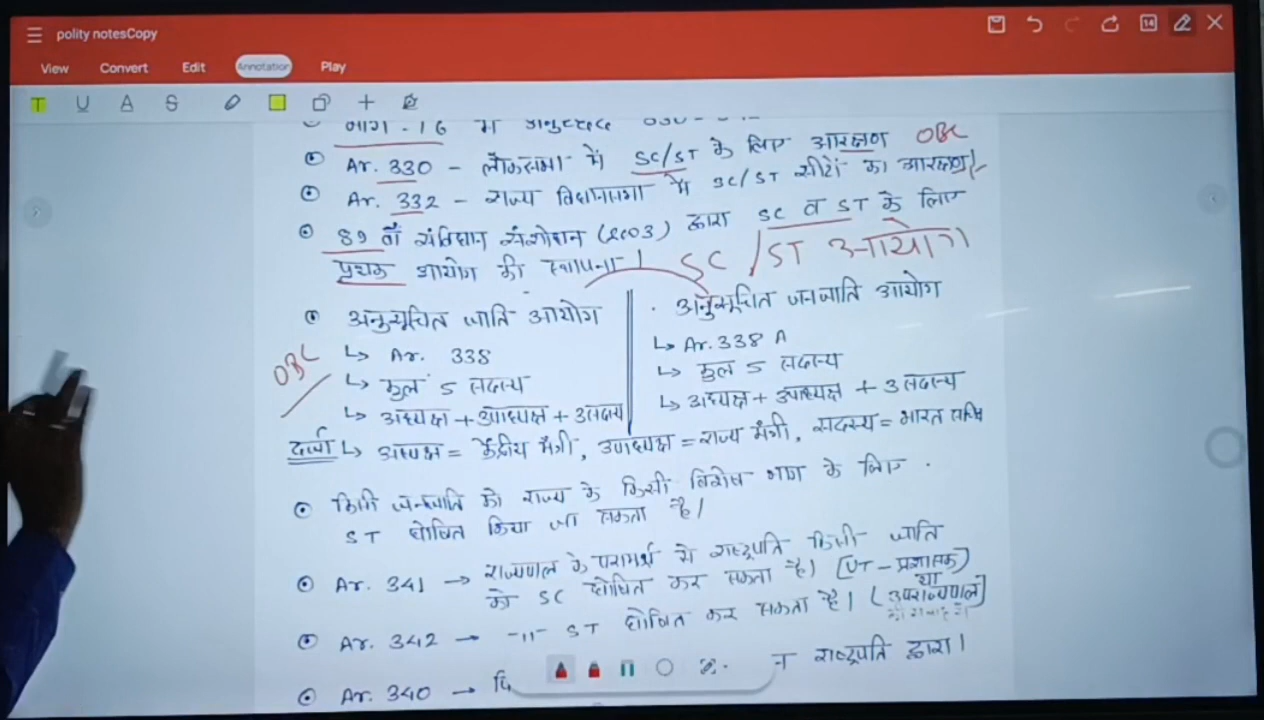 polity notesCopy
View Convert Edit Annotation Play
T U A S
14
भाग - 16 में अनुच्छेद
Ar. 330 - लोकसभा में SC/ST के लिए आरक्षण OBC
Ar. 332 - राज्य विधानसभा में SC/ST सीटों का आरक्षण।
89 वाँ संविधान संशोधन (2003) द्वारा SC व ST के लिए
पृथक आयोग की स्थापना।
SC/ST आयोग
अनुसूचित जाति आयोग
↳ Ar. 338
↳ कुल 5 सदस्य
↳ अध्यक्ष + उपाध्यक्ष + 3 सदस्य
OBC
अनुसूचित जनजाति आयोग
↳ Ar. 338 A
↳ कुल 5 सदस्य
↳ अध्यक्ष + उपाध्यक्ष + 3 सदस्य
दर्जा ↳ अध्यक्ष = केंद्रीय मंत्री, उपाध्यक्ष = राज्य मंत्री, सदस्य = भारत सचिव
किसी जनजाति को राज्य के किसी विशेष भाग के लिए
ST घोषित किया जा सकता है।
Ar. 341 → राज्यपाल के परामर्श से राष्ट्रपति किसी जाति
को SC घोषित कर सकता है। [UT - प्रशासक)
या
Ar. 342 → -11- ST घोषित कर सकता है। (उपराज्यपाल]
Ar. 340 → न राष्ट्रपति द्वारा।